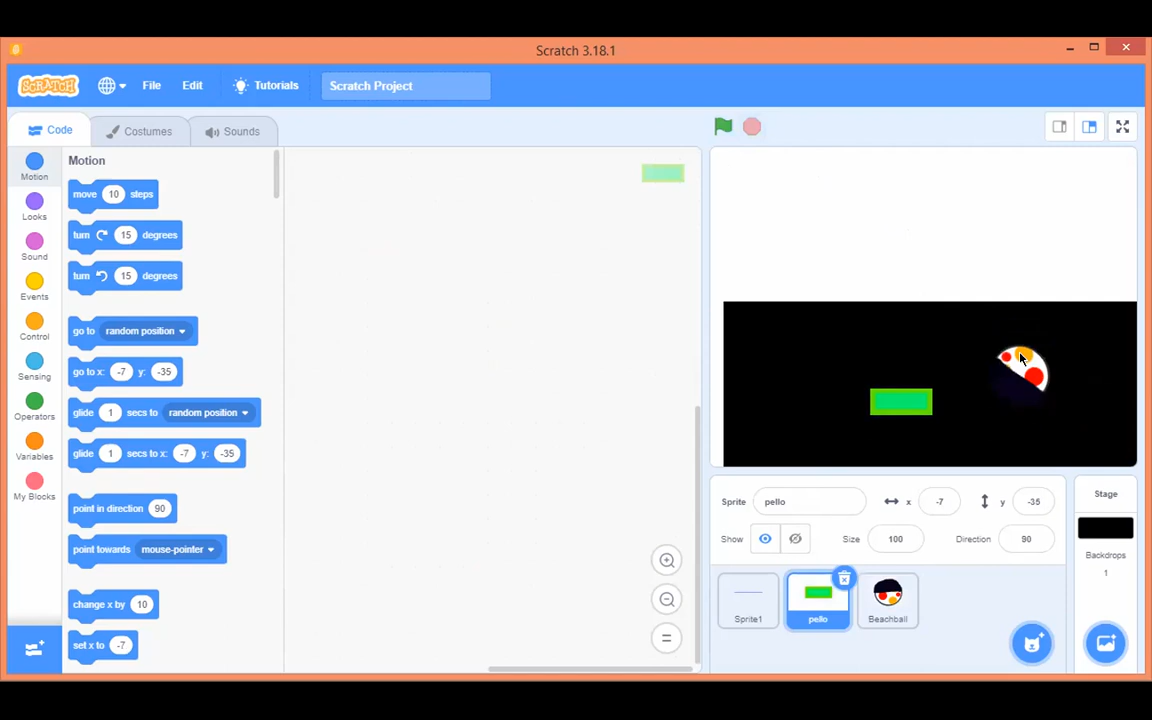 Scratch 3.18.1
SCRATCH
File
Edit
Tutorials
Scratch Project
Code
Costumes
Sounds
Motion
Looks
Sound
Events
Control
Sensing
Operators
Variables
My Blocks
Motion
move 10 steps
turn 15 degrees
turn 15 degrees
go to random position
go to x: -7 y: -35
glide 1 secs to random position
glide 1 secs to x: -7 y: -35
point in direction 90
point towards mouse-pointer
change x by 10
set x to -7
Sprite pello x -7 y -35
Show Size 100 Direction 90
Sprite1
pello
Beachball
Stage
Backdrops
1